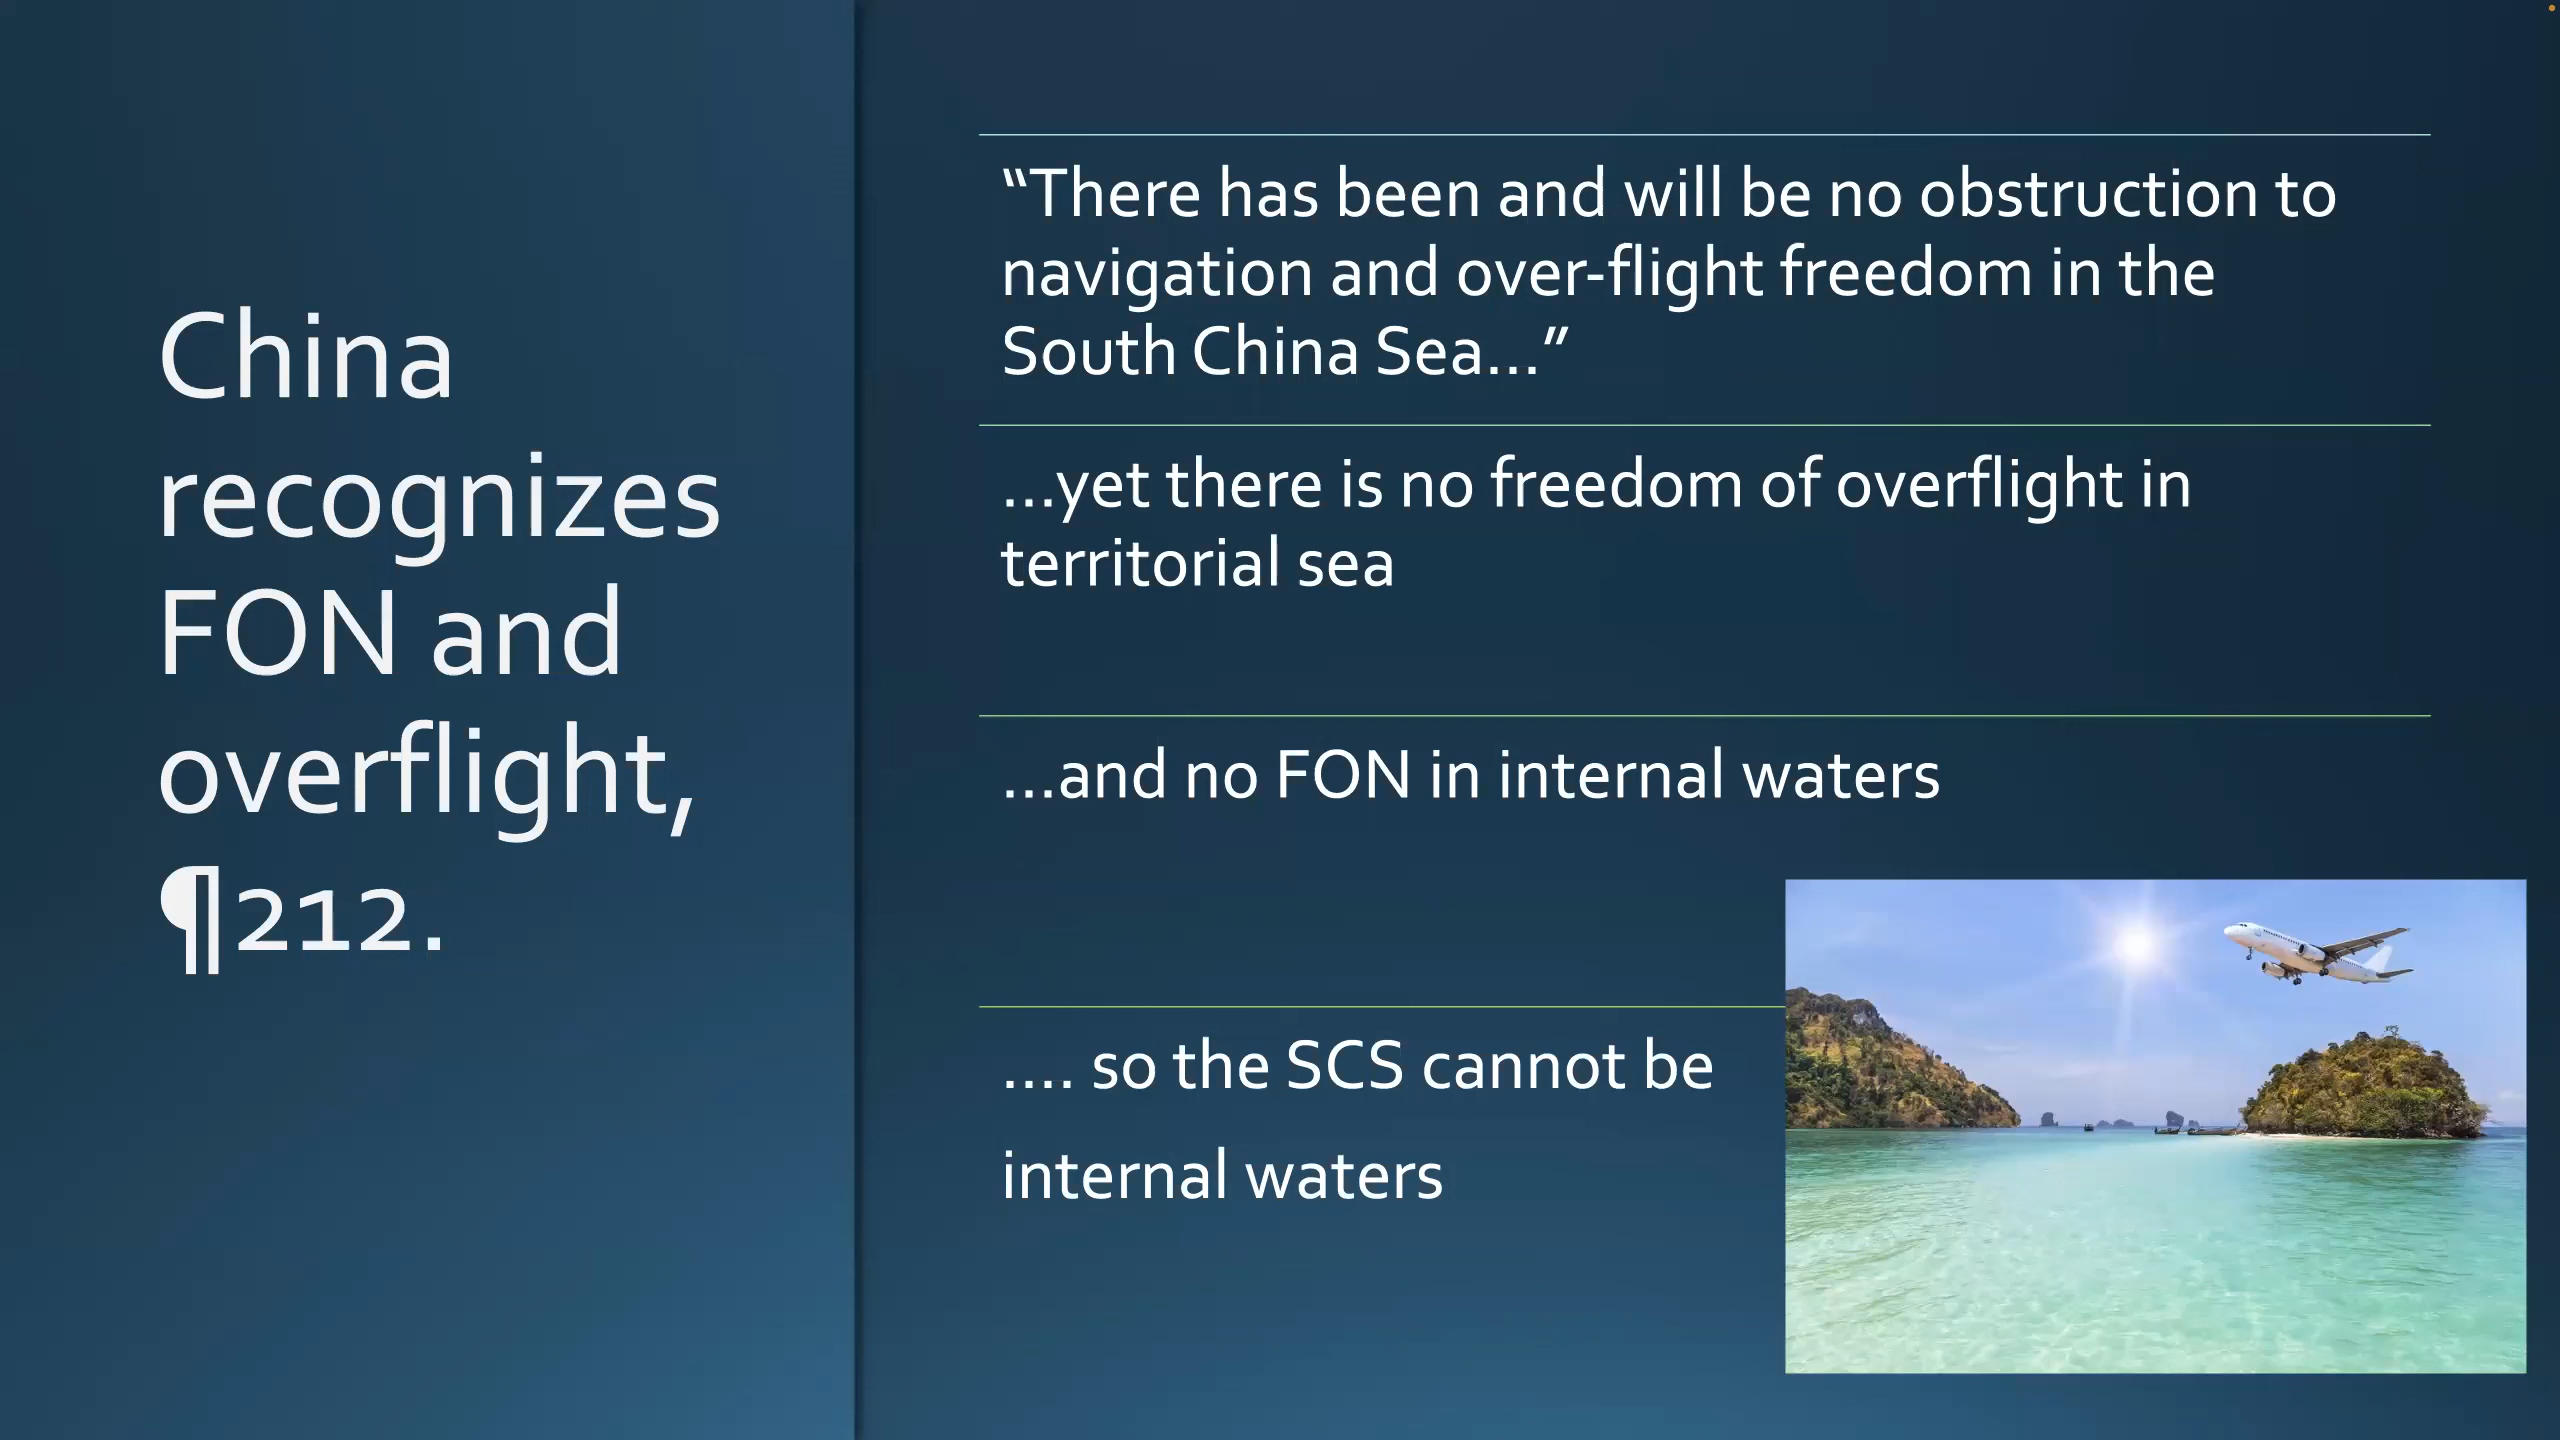 China
recognizes
FON and
overflight,
¶212.
“There has been and will be no obstruction to
navigation and over-flight freedom in the
South China Sea…”
…yet there is no freedom of overflight in
territorial sea
…and no FON in internal waters
…. so the SCS cannot be
internal waters